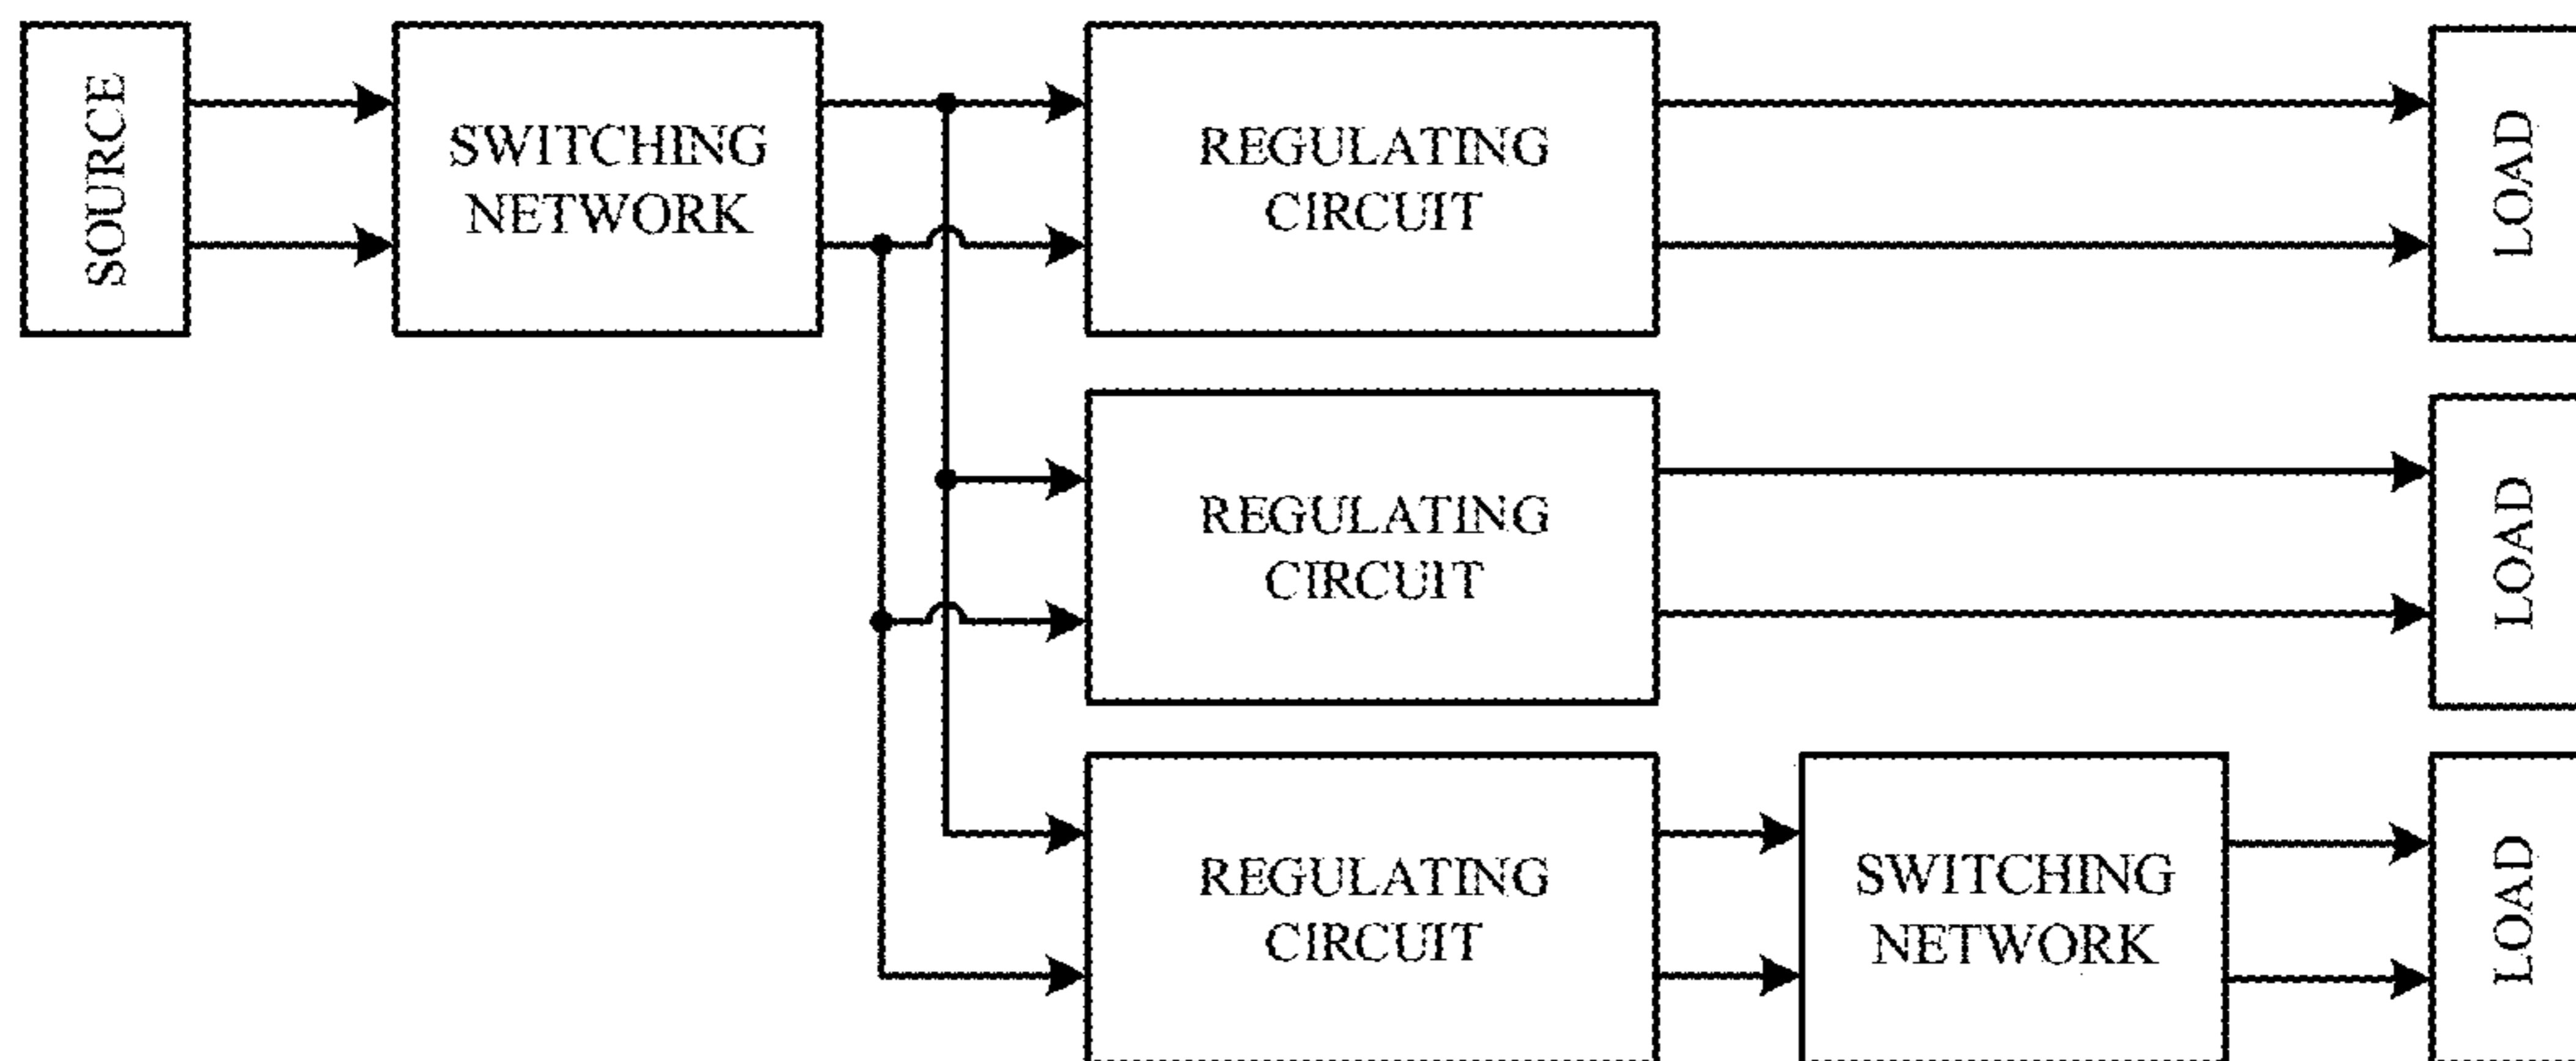 SOURCE
SWITCHING
NETWORK
REGULATING
CIRCUIT
LOAD
REGULATING
CIRCUIT
LOAD
REGULATING
CIRCUIT
SWITCHING
NETWORK
LOAD